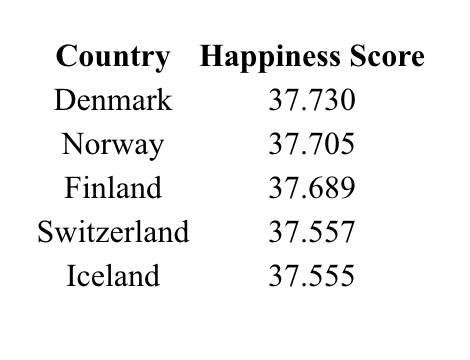 Country Happiness Score
Denmark 37.730
Norway 37.705
Finland 37.689
Switzerland 37.557
Iceland 37.555